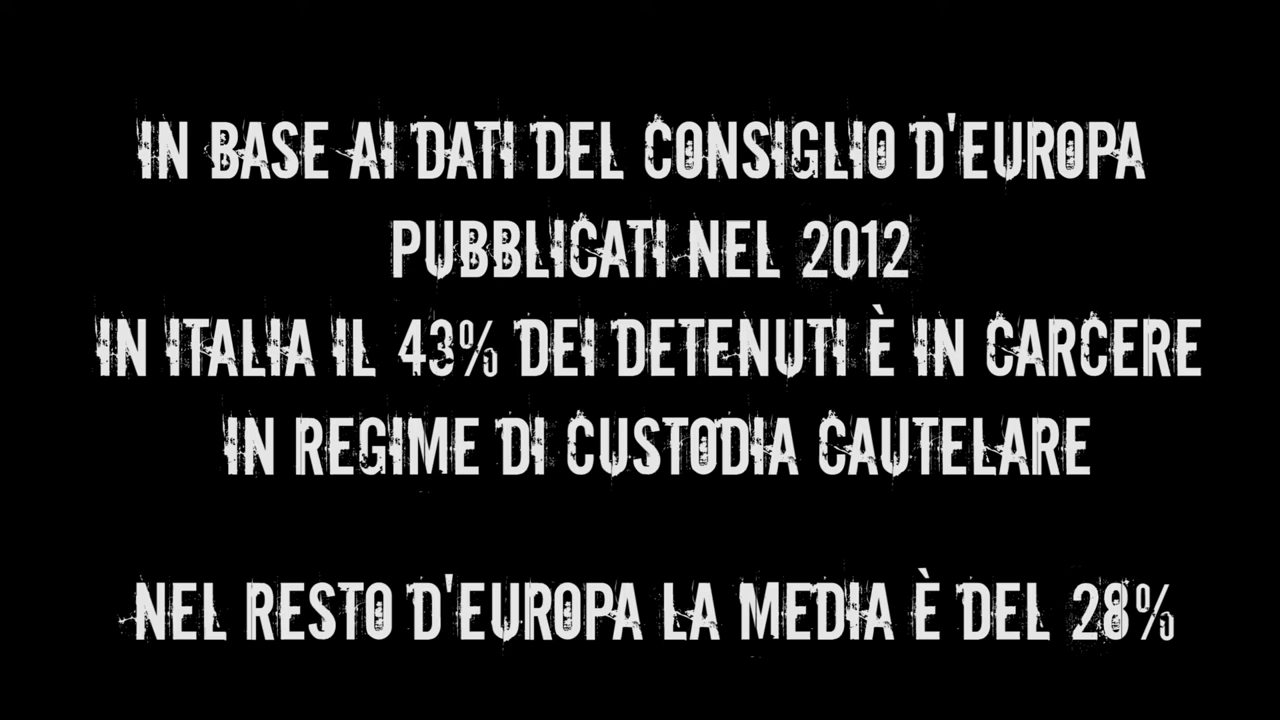 IN BASE AI DATI DEL CONSIGLIO D'EUROPA
PUBBLICATI NEL 2012
IN ITALIA IL 43% DEI DETENUTI È IN CARCERE
IN REGIME DI CUSTODIA CAUTELARE
NEL RESTO D'EUROPA LA MEDIA È DEL 28%